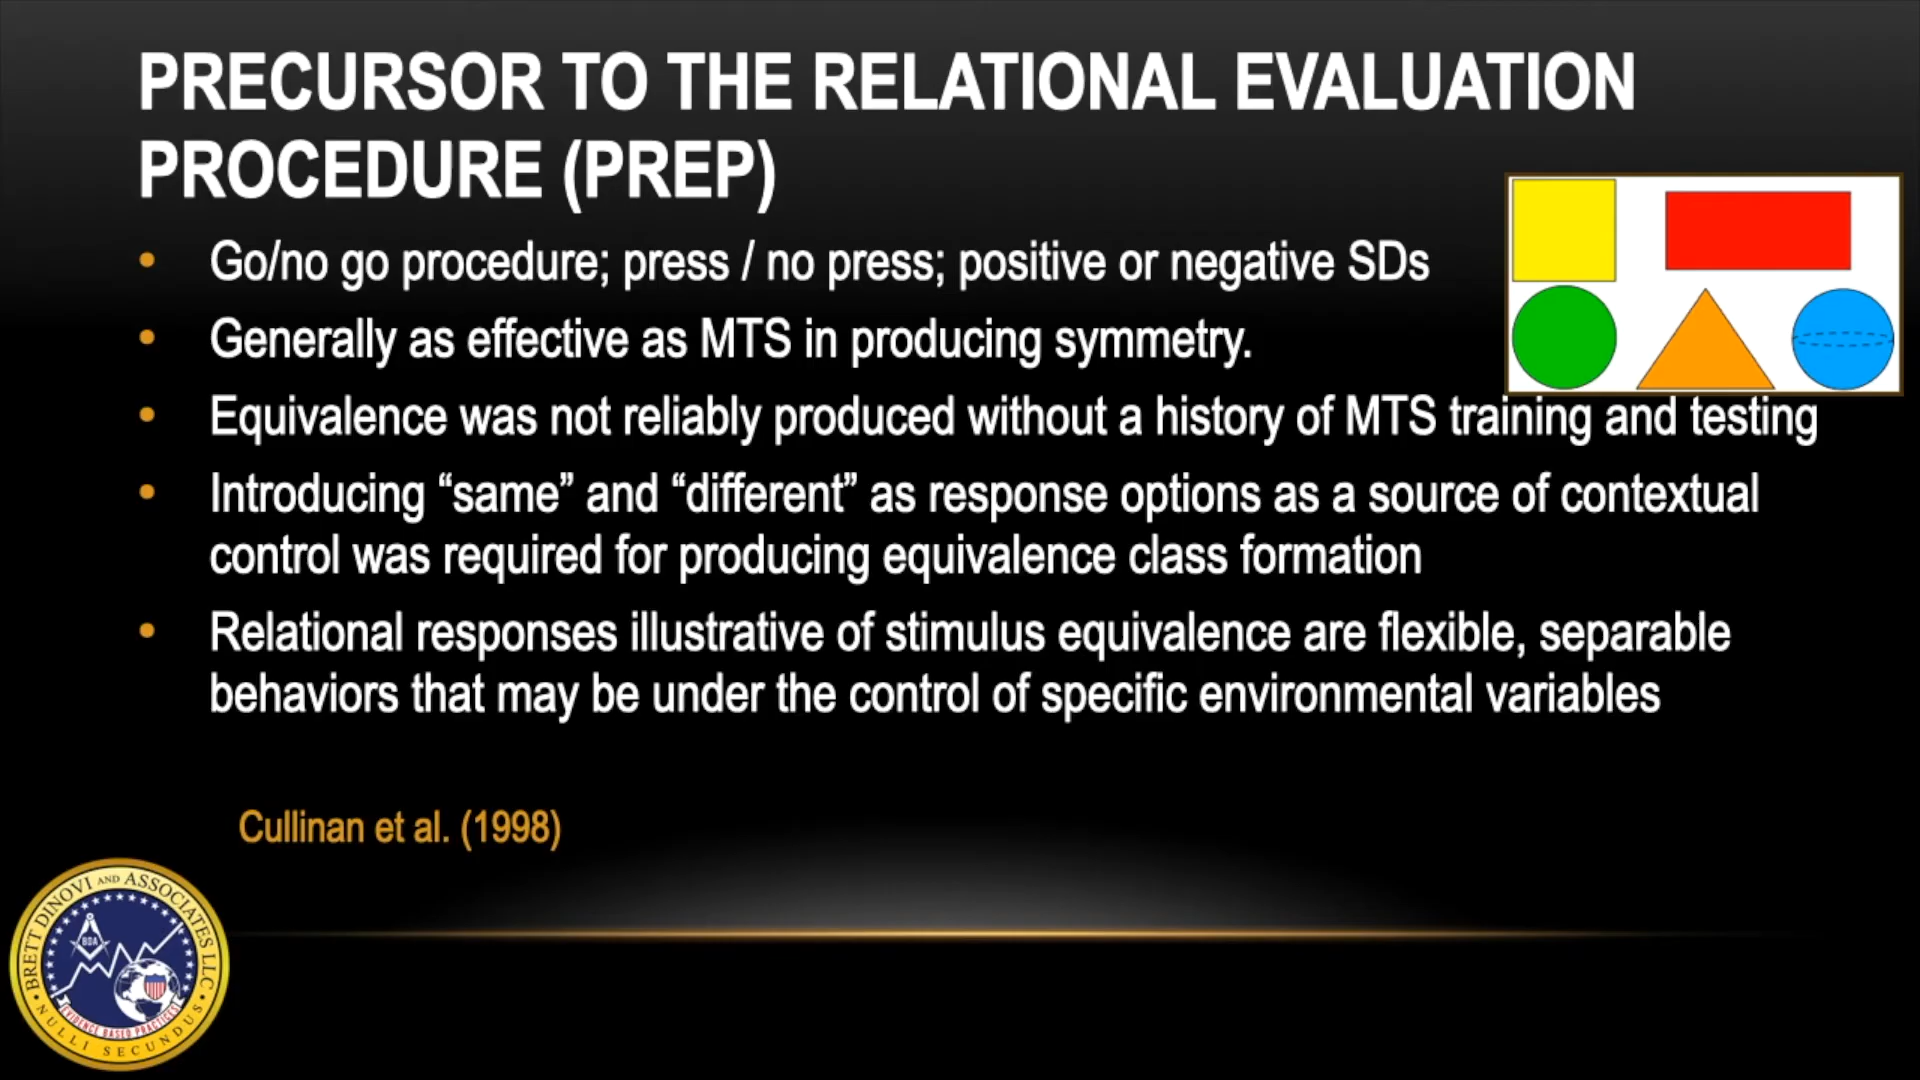 PRECURSOR TO THE RELATIONAL EVALUATION
PROCEDURE (PREP)
• Go/no go procedure; press / no press; positive or negative SDs
• Generally as effective as MTS in producing symmetry.
• Equivalence was not reliably produced without a history of MTS training and testing
• Introducing “same” and “different” as response options as a source of contextual
control was required for producing equivalence class formation
• Relational responses illustrative of stimulus equivalence are flexible, separable
behaviors that may be under the control of specific environmental variables
Cullinan et al. (1998)
BRETT DINOVI AND ASSOCIATES LLC
BDA
EVIDENCE BASED PRACTICES
• NULLI SECUNDUS •